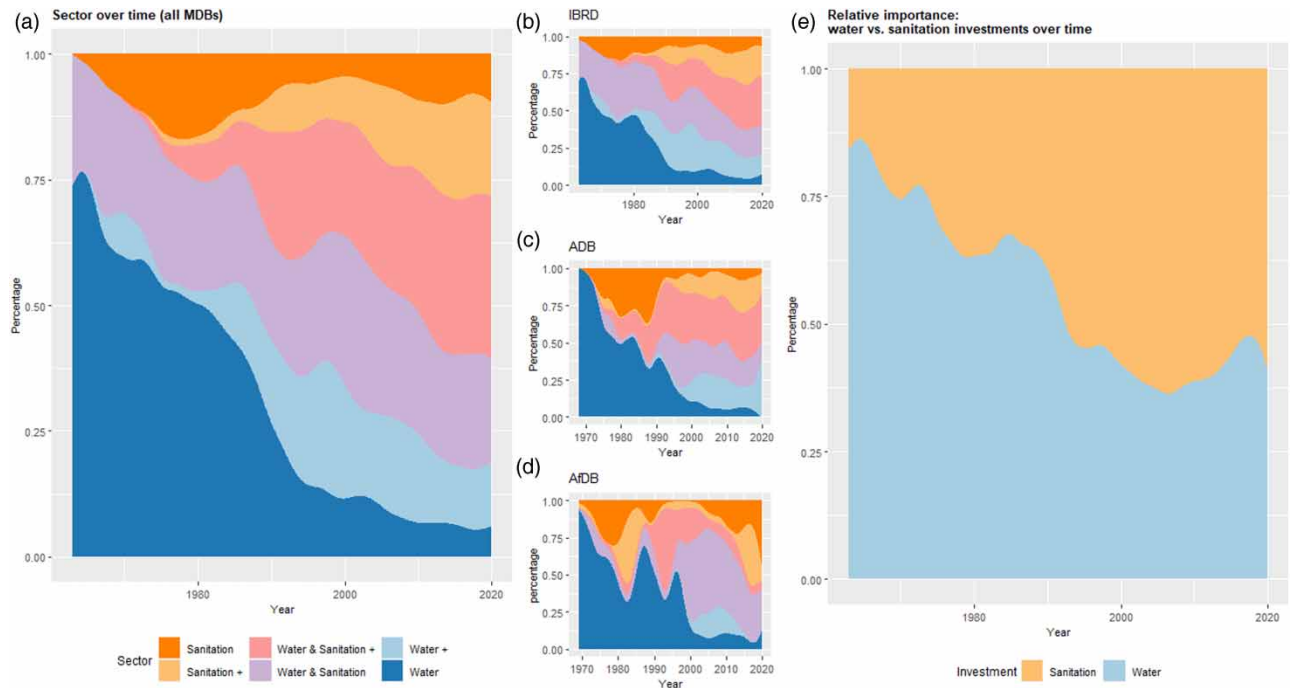 (a)
Sector over time (all MDBs)
1.00
0.75
0.50
0.25
0.00
Percentage
1980
2000
2020
Year
Sector
Sanitation
Sanitation +
Water & Sanitation +
Water & Sanitation
Water +
Water
(b)
IBRD
1.00
0.75
0.50
0.25
0.00
Percentage
1980
2000
2020
Year
(c)
ADB
1.00
0.75
0.50
0.25
0.00
Percentage
1970
1980
1990
2000
2010
2020
Year
(d)
AfDB
1.00
0.75
0.50
0.25
0.00
percentage
1970
1980
1990
2000
2010
2020
Year
(e)
Relative importance:
water vs. sanitation investments over time
1.00
0.75
0.50
0.25
0.00
Percentage
1980
2000
2020
Year
Investment
Sanitation
Water